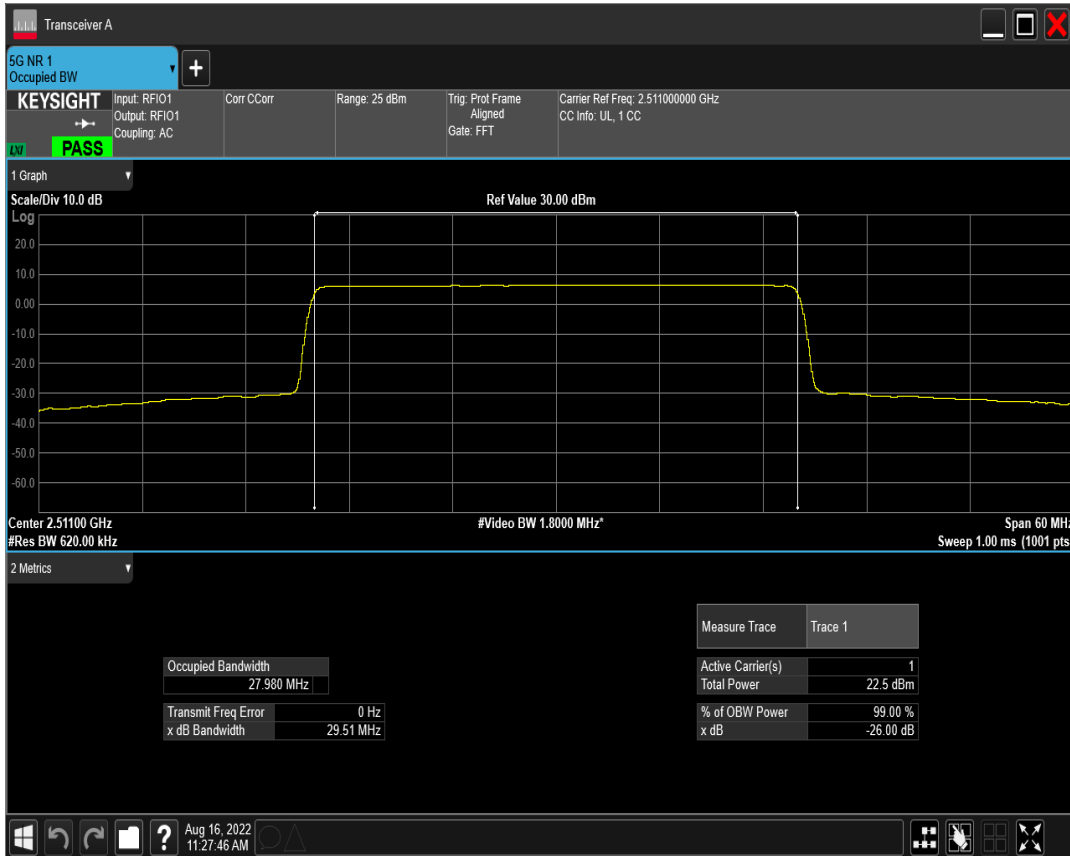 Transceiver A
5G NR 1
Occupied BW
KEYSIGHT
LXI
PASS
Input: RFIO1
Output: RFIO1
Coupling: AC
Corr CCorr
Range: 25 dBm
Trig: Prot Frame
Aligned
Gate: FFT
Carrier Ref Freq: 2.511000000 GHz
CC Info: UL, 1 CC
1 Graph
Scale/Div 10.0 dB
Ref Value 30.00 dBm
Log
20.0
10.0
0.00
-10.0
-20.0
-30.0
-40.0
-50.0
-60.0
Center 2.51100 GHz
#Video BW 1.8000 MHz*
Span 60 MHz
#Res BW 620.00 kHz
Sweep 1.00 ms (1001 pts
2 Metrics
Measure Trace Trace 1
Occupied Bandwidth
27.980 MHz
Active Carrier(s) 1
Total Power 22.5 dBm
Transmit Freq Error 0 Hz
x dB Bandwidth 29.51 MHz
% of OBW Power 99.00 %
x dB -26.00 dB
?
Aug 16, 2022
11:27:46 AM